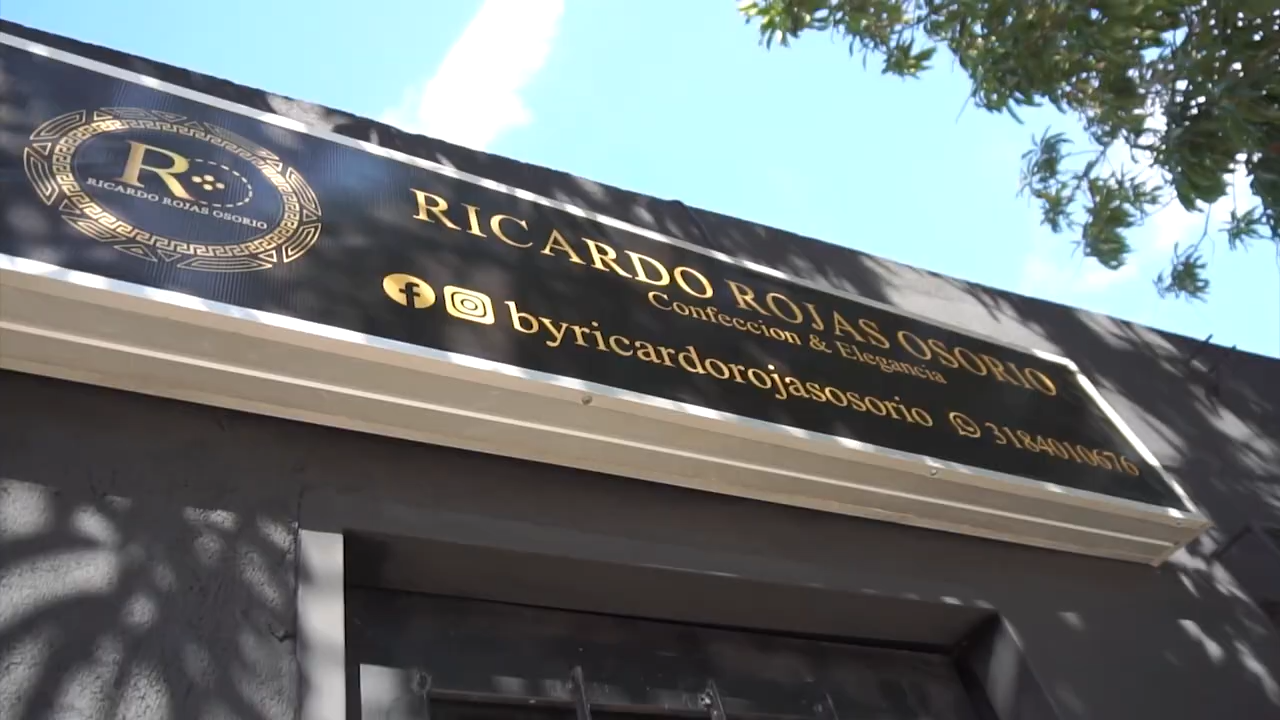 R
RICARDO ROJAS OSORIO
RICARDO ROJAS OSORIO
Confeccion & Elegancia
byricardorojasosorio 3184010676